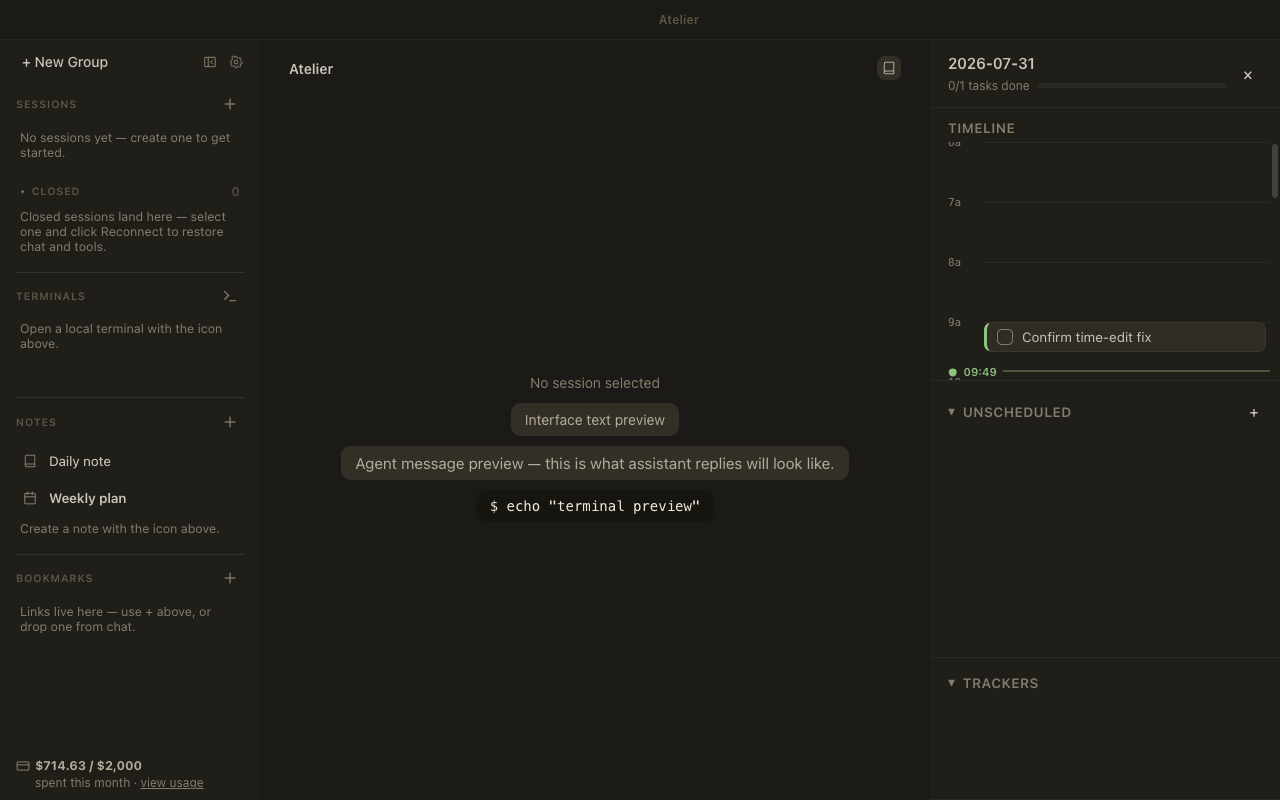 Atelier
+ New Group
SESSIONS
No sessions yet — create one to get
started.
CLOSED
0
Closed sessions land here — select
one and click Reconnect to restore
chat and tools.
TERMINALS
Open a local terminal with the icon
above.
NOTES
Daily note
Weekly plan
Create a note with the icon above.
BOOKMARKS
Links live here — use + above, or
drop one from chat.
$714.63 / $2,000
spent this month · view usage
Atelier
No session selected
Interface text preview
Agent message preview — this is what assistant replies will look like.
$ echo "terminal preview"
2026-07-31
0/1 tasks done
TIMELINE
6a
7a
8a
9a
Confirm time-edit fix
09:49
UNSCHEDULED
TRACKERS